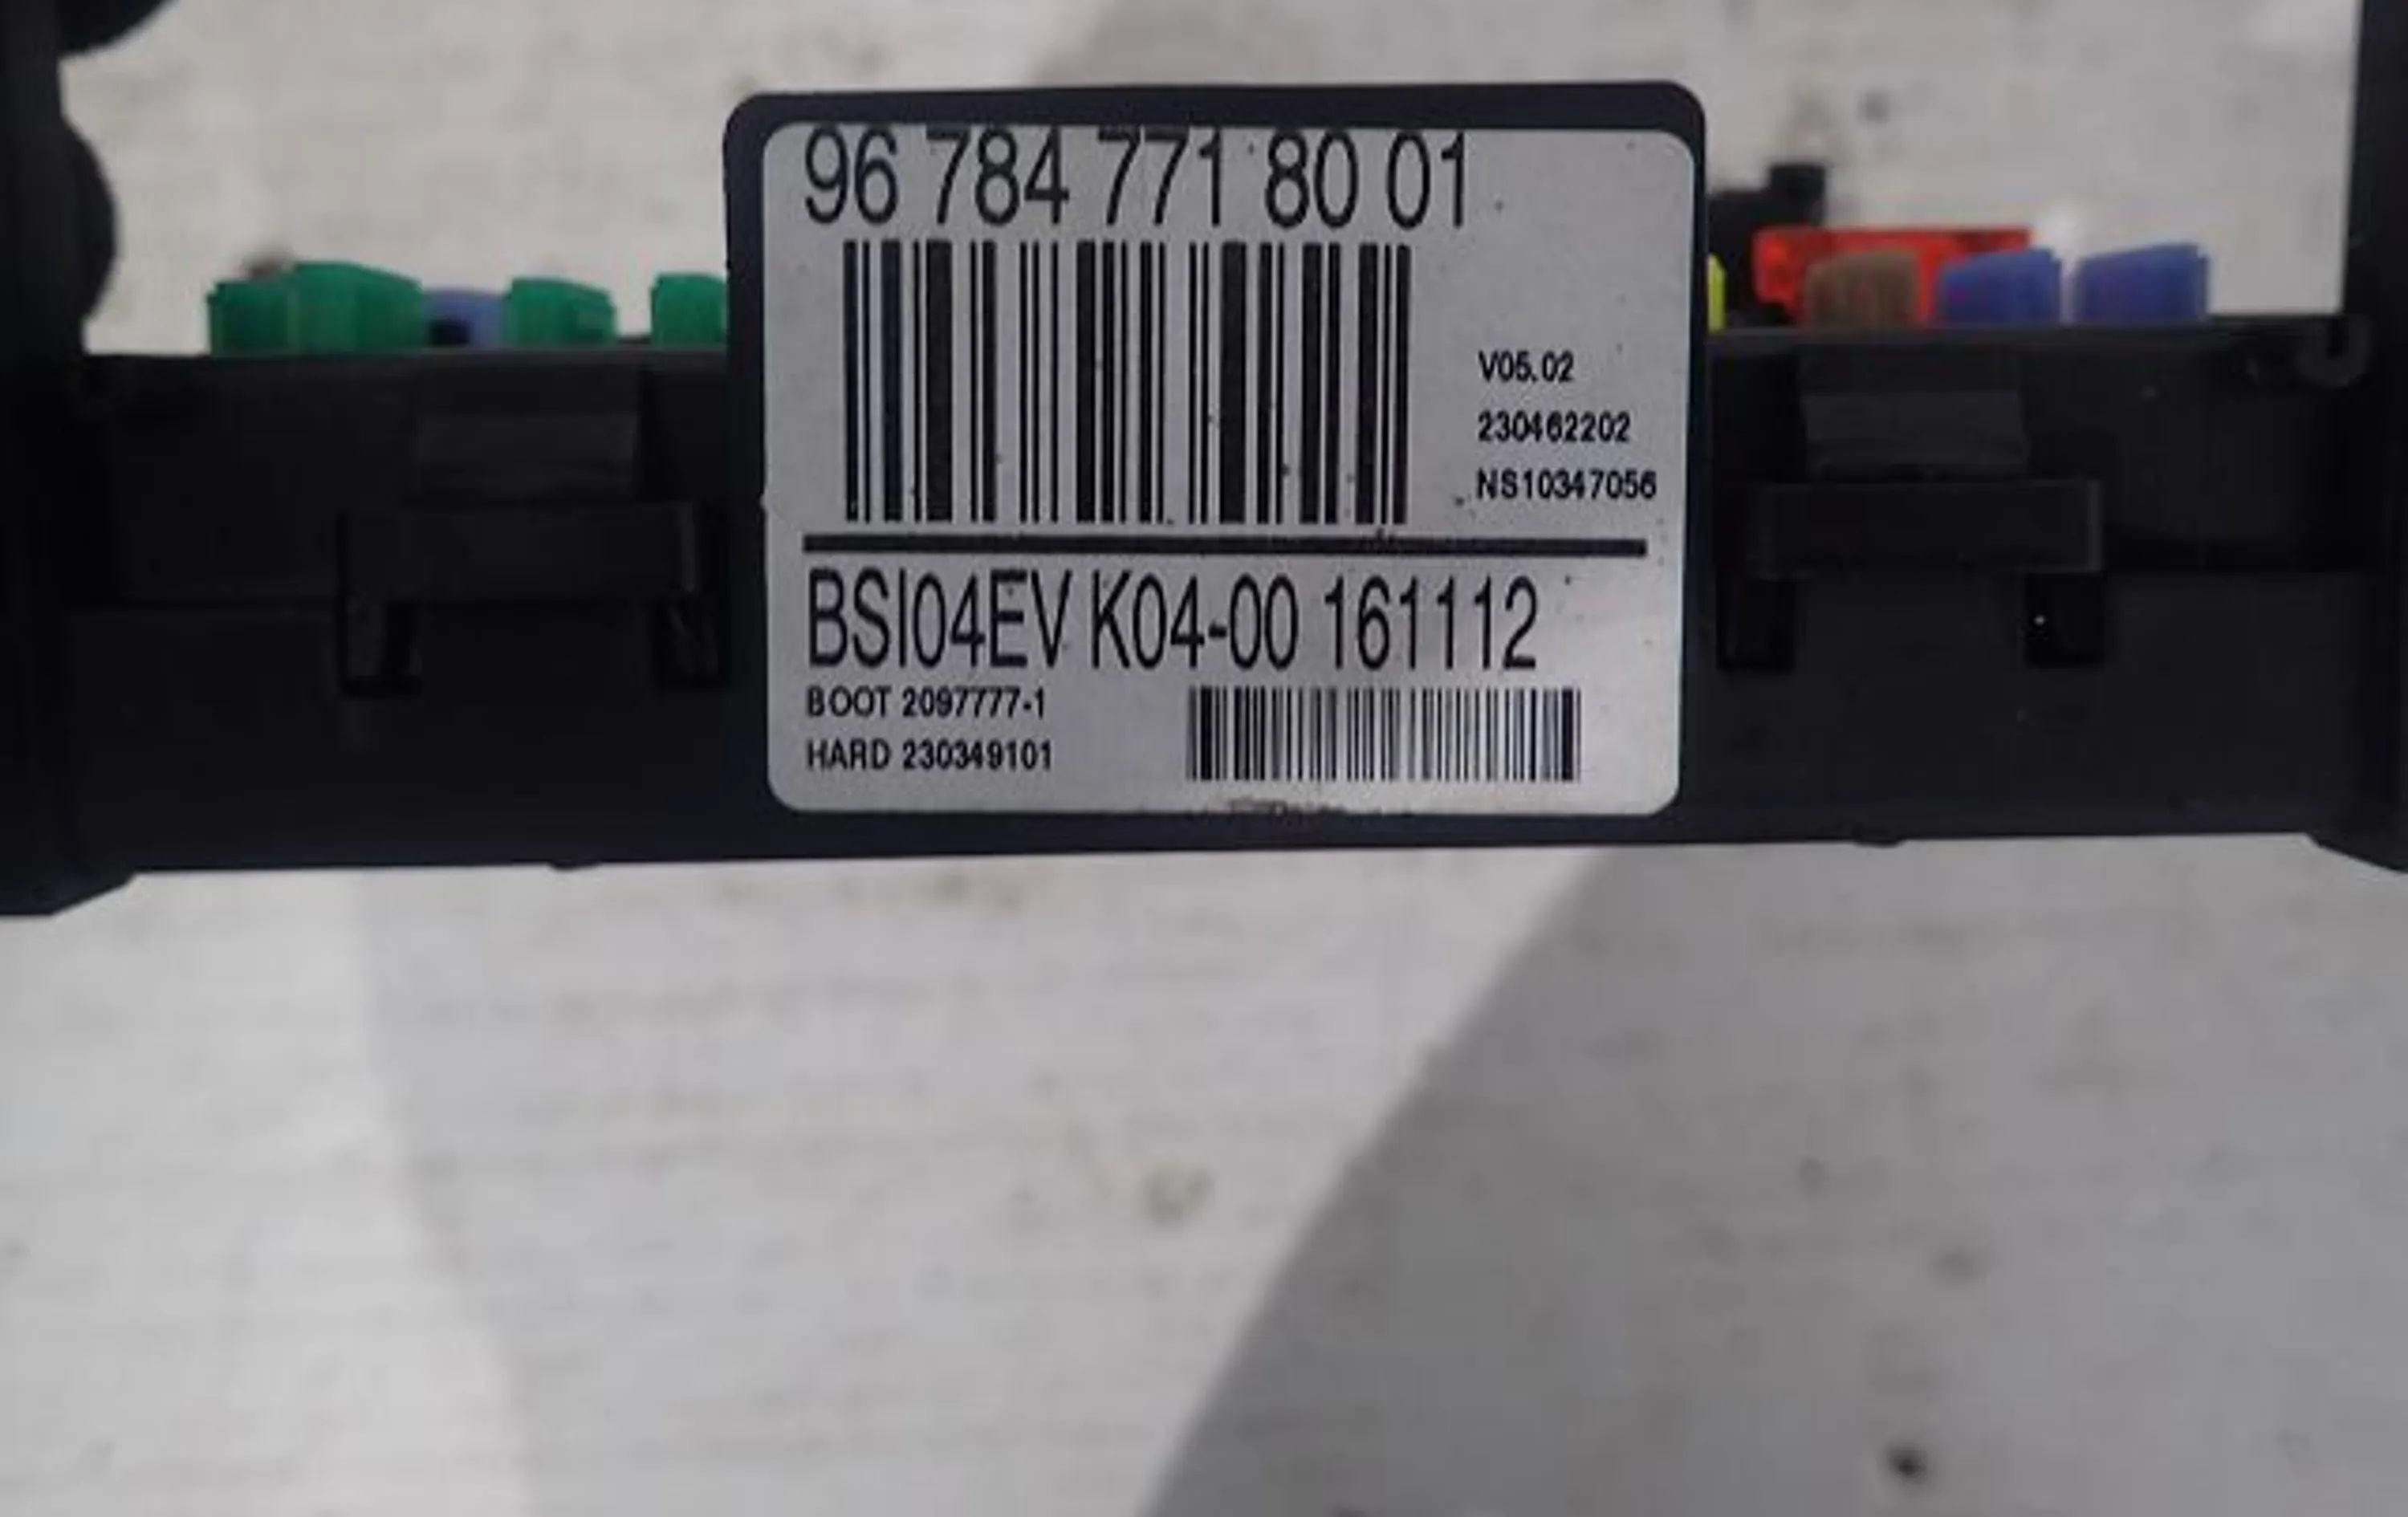 96 784 771 80 01
V05.02
230462202
NS10347056
BSI04EV K04-00 161112
BOOT 2097777-1
HARD 230349101